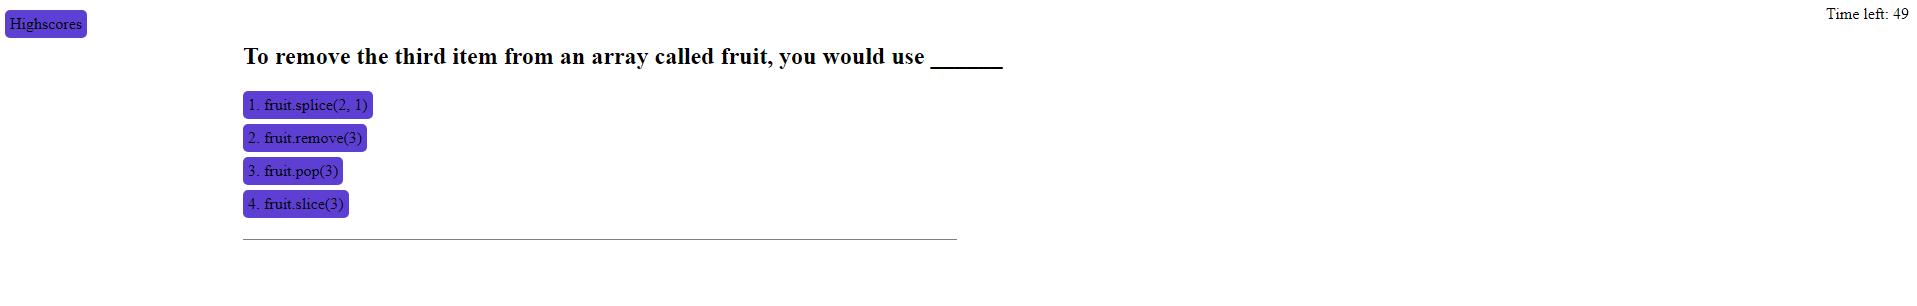 Highscores
Time left: 49
To remove the third item from an array called fruit, you would use ______
1. fruit.splice(2, 1)
2. fruit.remove(3)
3. fruit.pop(3)
4. fruit.slice(3)